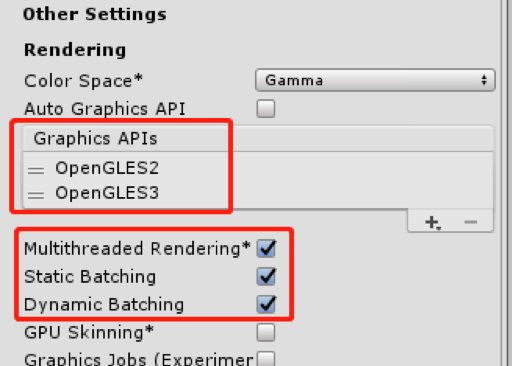 Other Settings
Rendering
Color Space* Gamma
Auto Graphics API
Graphics APIs
= OpenGLES2
= OpenGLES3
+ -
Multithreaded Rendering*
Static Batching
Dynamic Batching
GPU Skinning*
Graphics Jobs (Experimer